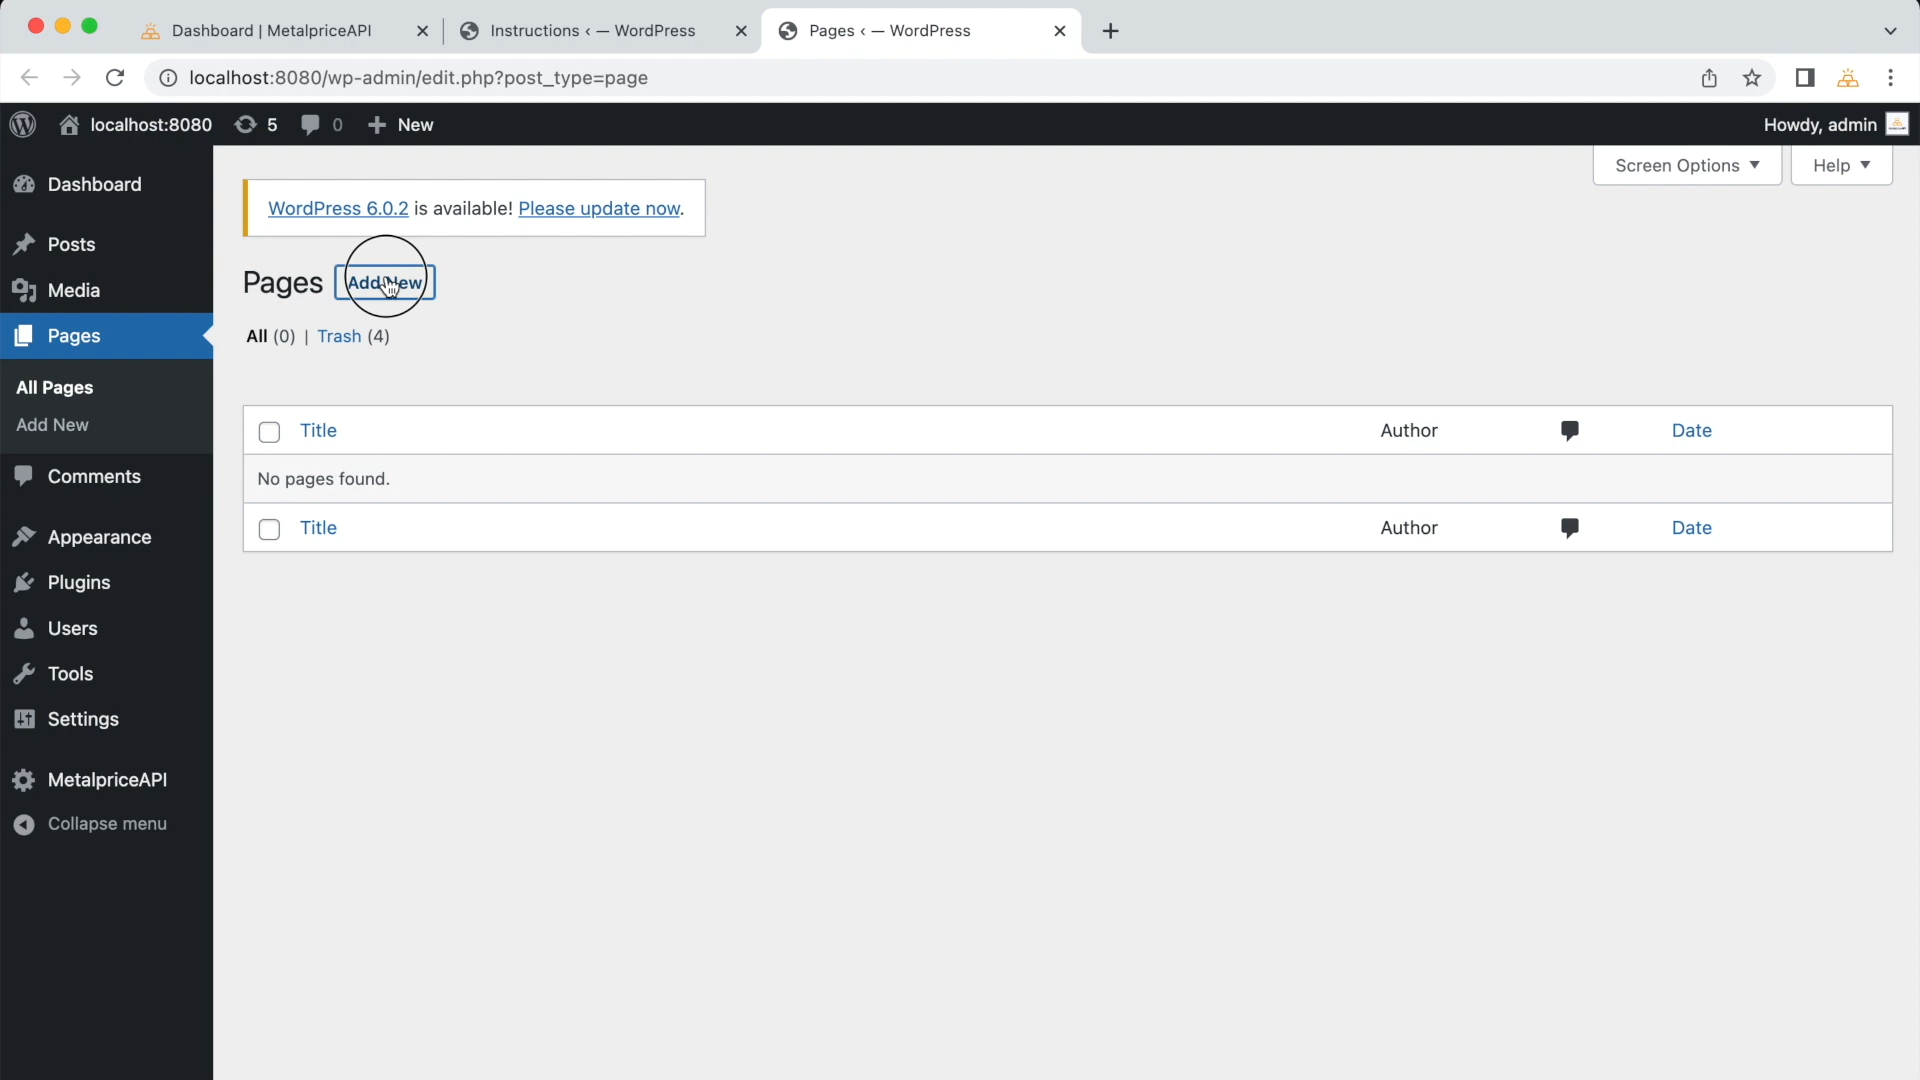 Dashboard | MetalpriceAPI
Instructions ‹ — WordPress
Pages ‹ — WordPress
localhost:8080/wp-admin/edit.php?post_type=page
localhost:8080 5 0 New Howdy, admin
Screen Options Help
Dashboard
Posts
Media
Pages
All Pages
Add New
Comments
Appearance
Plugins
Users
Tools
Settings
MetalpriceAPI
Collapse menu
WordPress 6.0.2 is available! Please update now.
Pages Add New
All (0) | Trash (4)
Title Author Date
No pages found.
Title Author Date